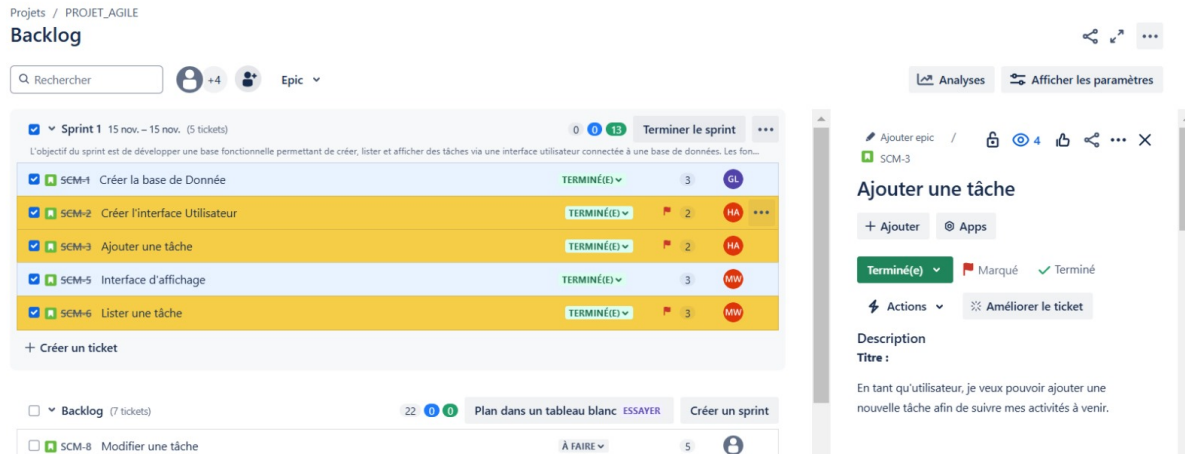 Projets / PROJET_AGILE
Backlog
Rechercher
+4
Epic
Analyses
Afficher les paramètres
Sprint 1 15 nov. – 15 nov. (5 tickets)
0 0 13 Terminer le sprint
L'objectif du sprint est de développer une base fonctionnelle permettant de créer, lister et afficher des tâches via une interface utilisateur connectée à une base de données. Les fon...
SCM-1 Créer la base de Donnée TERMINÉ(E) 3 GL
SCM-2 Créer l'interface Utilisateur TERMINÉ(E) 2 HA
SCM-3 Ajouter une tâche TERMINÉ(E) 2 HA
SCM-5 Interface d'affichage TERMINÉ(E) 3 MW
SCM-6 Lister une tâche TERMINÉ(E) 3 MW
+ Créer un ticket
Backlog (7 tickets) 22 0 0 Plan dans un tableau blanc ESSAYER Créer un sprint
SCM-8 Modifier une tâche À FAIRE 5
Ajouter epic / 4
SCM-3
Ajouter une tâche
+ Ajouter Apps
Terminé(e) Marqué Terminé
Actions Améliorer le ticket
Description
Titre :
En tant qu'utilisateur, je veux pouvoir ajouter une
nouvelle tâche afin de suivre mes activités à venir.